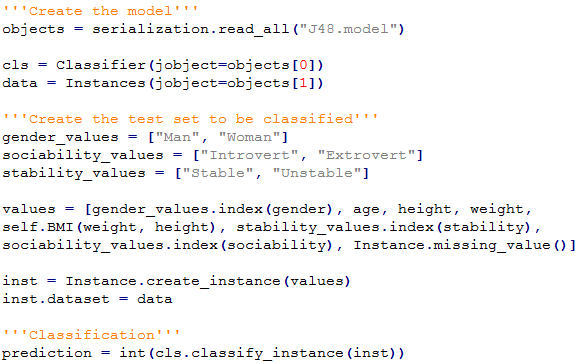 '''Create the model'''
objects = serialization.read_all("J48.model")
cls = Classifier(jobject=objects[0])
data = Instances(jobject=objects[1])
'''Create the test set to be classified'''
gender_values = ["Man", "Woman"]
sociability_values = ["Introvert", "Extrovert"]
stability_values = ["Stable", "Unstable"]
values = [gender_values.index(gender), age, height, weight,
self.BMI(weight, height), stability_values.index(stability),
sociability_values.index(sociability), Instance.missing_value()]
inst = Instance.create_instance(values)
inst.dataset = data
'''Classification'''
prediction = int(cls.classify_instance(inst))